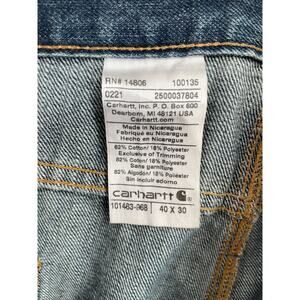 RN# 14806 100135
0221 2500037804
Carhartt, Inc. P.O. Box 600
Dearborn, MI 48121 USA
Carhartt.com
Made in Nicaragua
Fabriqué au Nicaragua
Hecho en Nicaragua
82% Cotton/ 18% Polyester
Exclusive of Trimming
82% Coton/ 18% Polyester
Sans garniture
82% Algodon/ 18% Polyester
Sin incluir adorno
carhartt
101483-968 40 X 30